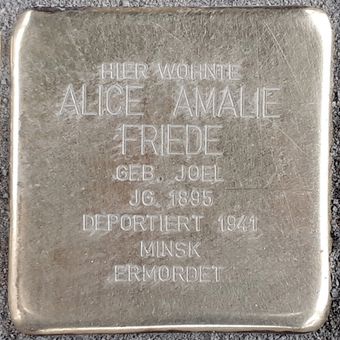 HIER WOHNTE
ALICE AMALIE
FRIEDE
GEB. JOEL
JG. 1895
DEPORTIERT 1941
MINSK
ERMORDET